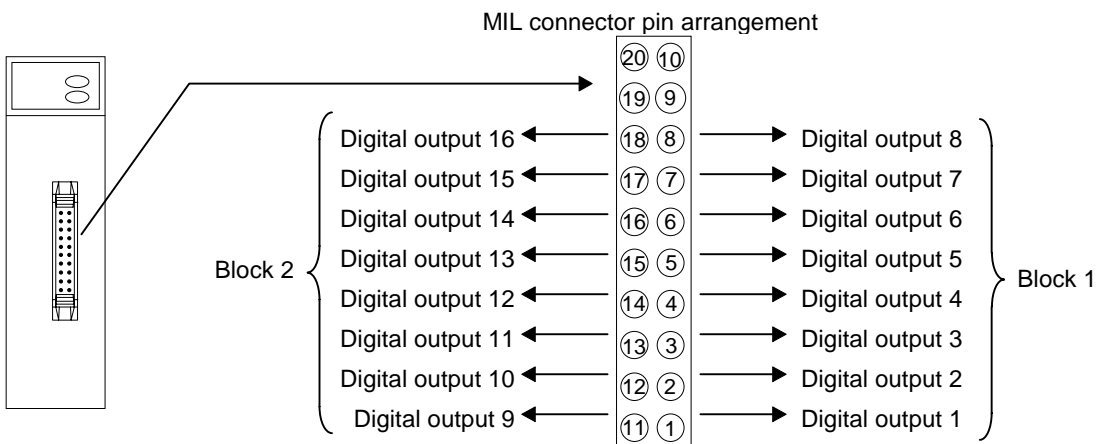 MIL connector pin arrangement
20 10
19 9
Digital output 16 18 8 Digital output 8
Digital output 15 17 7 Digital output 7
Digital output 14 16 6 Digital output 6
Digital output 13 15 5 Digital output 5
Block 2
Block 1
Digital output 12 14 4 Digital output 4
Digital output 11 13 3 Digital output 3
Digital output 10 12 2 Digital output 2
Digital output 9 11 1 Digital output 1